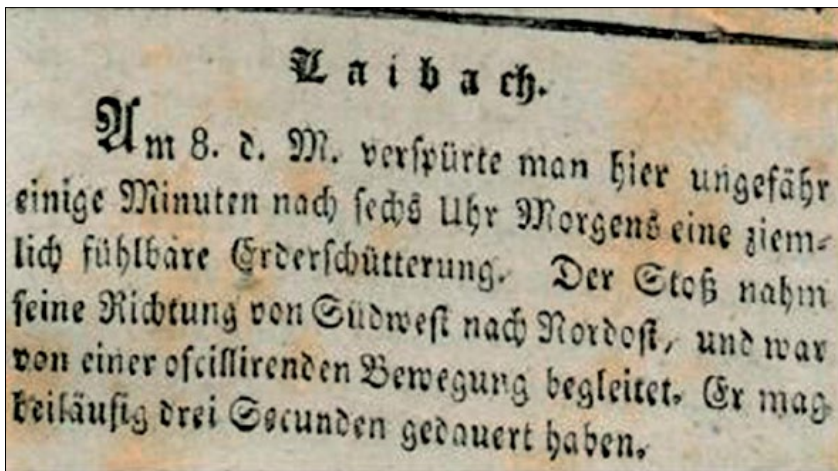 Laibach.
Am 8. d. M. verspürte man hier ungefähr
einige Minuten nach sechs Uhr Morgens eine ziem-
lich fühlbare Erderschütterung. Der Stoß nahm
seine Richtung von Südwest nach Nordost, und war
von einer oscillirenden Bewegung begleitet. Er mag
beiläufig drei Secunden gedauert haben.